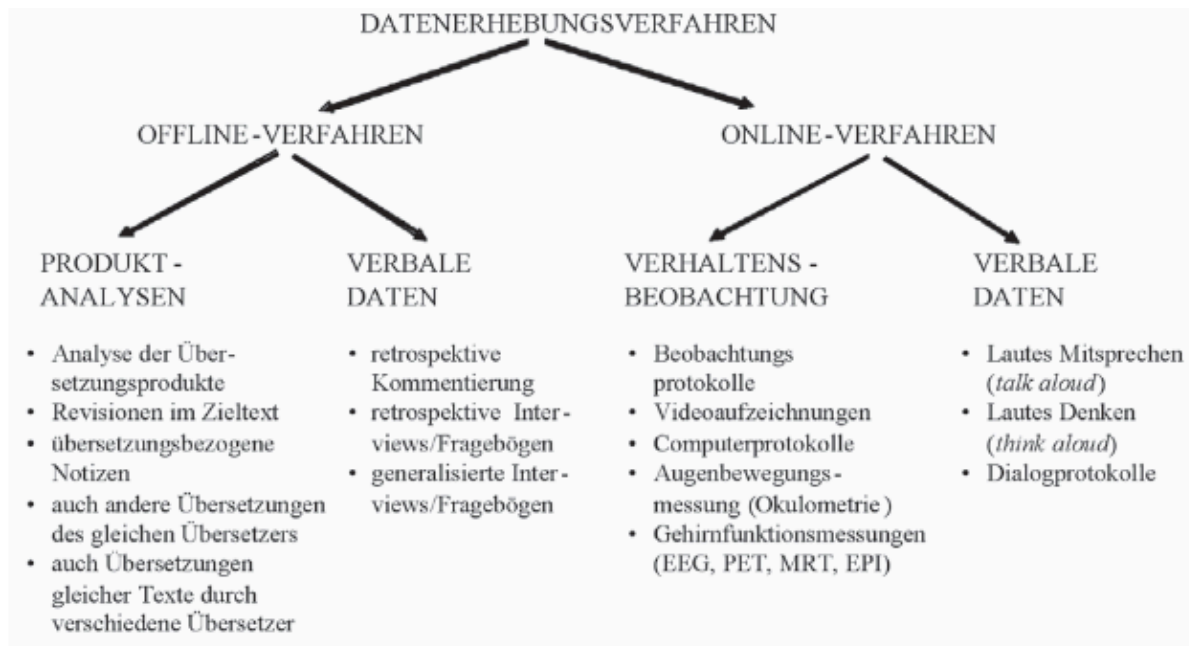 DATENERHEBUNGSVERFAHREN
OFFLINE-VERFAHREN
ONLINE-VERFAHREN
PRODUKT -
ANALYSEN
• Analyse der Über-
setzungsprodukte
• Revisionen im Zieltext
• übersetzungsbezogene
Notizen
• auch andere Übersetzungen
des gleichen Übersetzers
• auch Übersetzungen
gleicher Texte durch
verschiedene Übersetzer
VERBALE
DATEN
• retrospektive
Kommentierung
• retrospektive Inter-
views/Fragebögen
• generalisierte Inter-
views/Fragebögen
VERHALTENS -
BEOBACHTUNG
• Beobachtungs
protokolle
• Videoaufzeichnungen
• Computerprotokolle
• Augenbewegungs-
messung (Okulometrie)
• Gehirnfunktionsmessungen
(EEG, PET, MRT, EPI)
VERBALE
DATEN
• Lautes Mitsprechen
(talk aloud)
• Lautes Denken
(think aloud)
• Dialogprotokolle